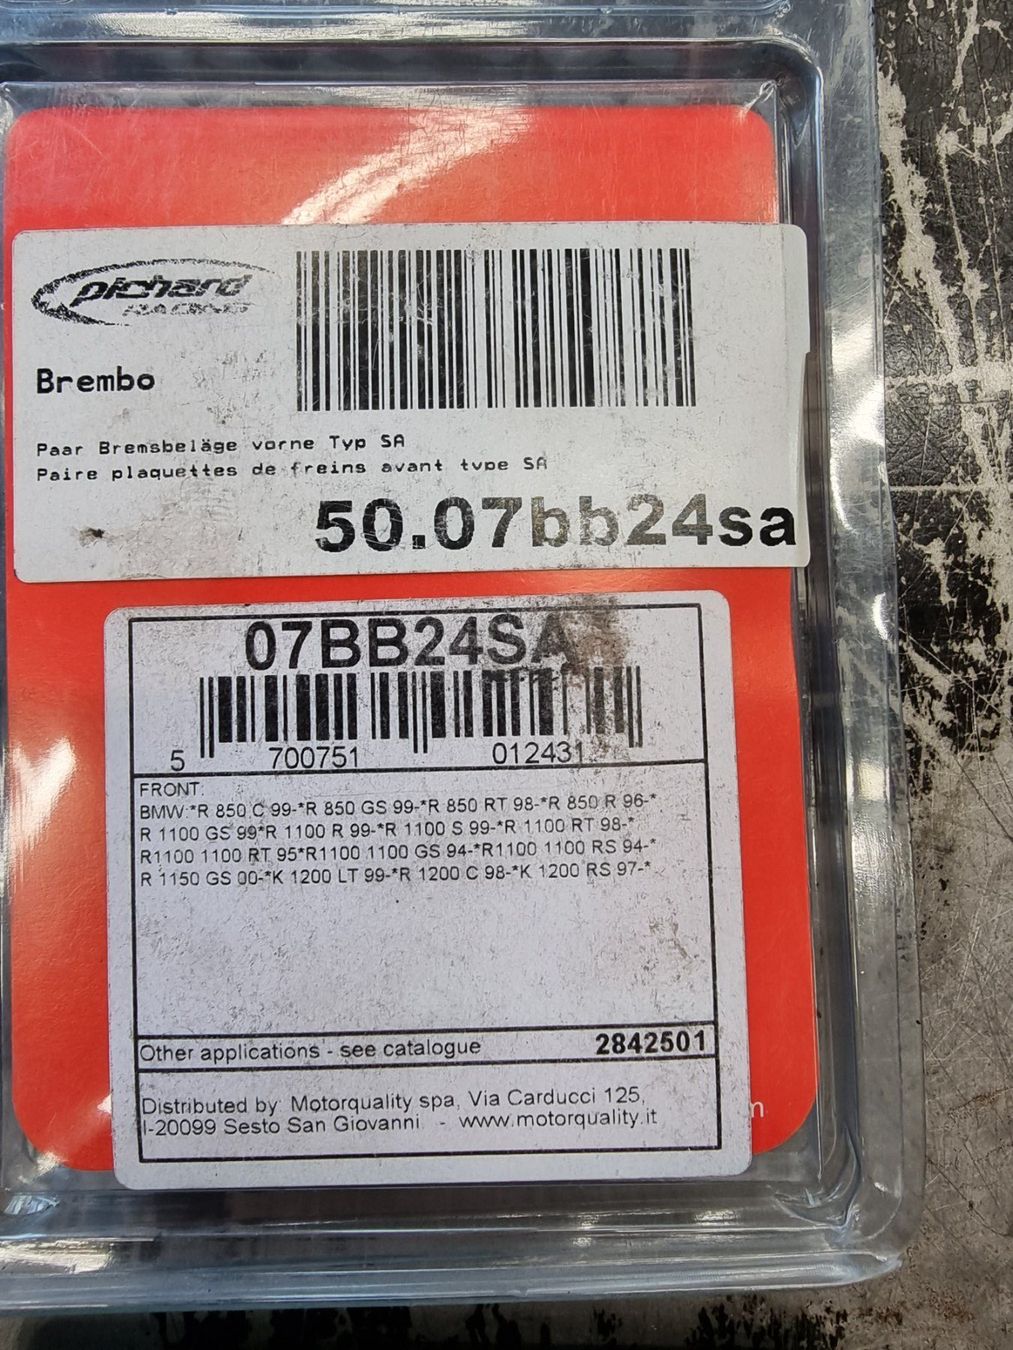 pichard
RACING
Brembo
Paar Bremsbeläge vorne Typ SA
Paire plaquettes de freins avant type SA
50.07bb24sa
07BB24SA
5 700751 012431
FRONT:
BMW:*R 850 C 99-*R 850 GS 99-*R 850 RT 98-*R 850 R 96-*
R 1100 GS 99*R 1100 R 99-*R 1100 S 99-*R 1100 RT 98-*
R1100 1100 RT 95*R1100 1100 GS 94-*R1100 1100 RS 94-*
R 1150 GS 00-*K 1200 LT 99-*R 1200 C 98-*K 1200 RS 97-*
Other applications - see catalogue 2842501
Distributed by: Motorquality spa, Via Carducci 125,
I-20099 Sesto San Giovanni - www.motorquality.it